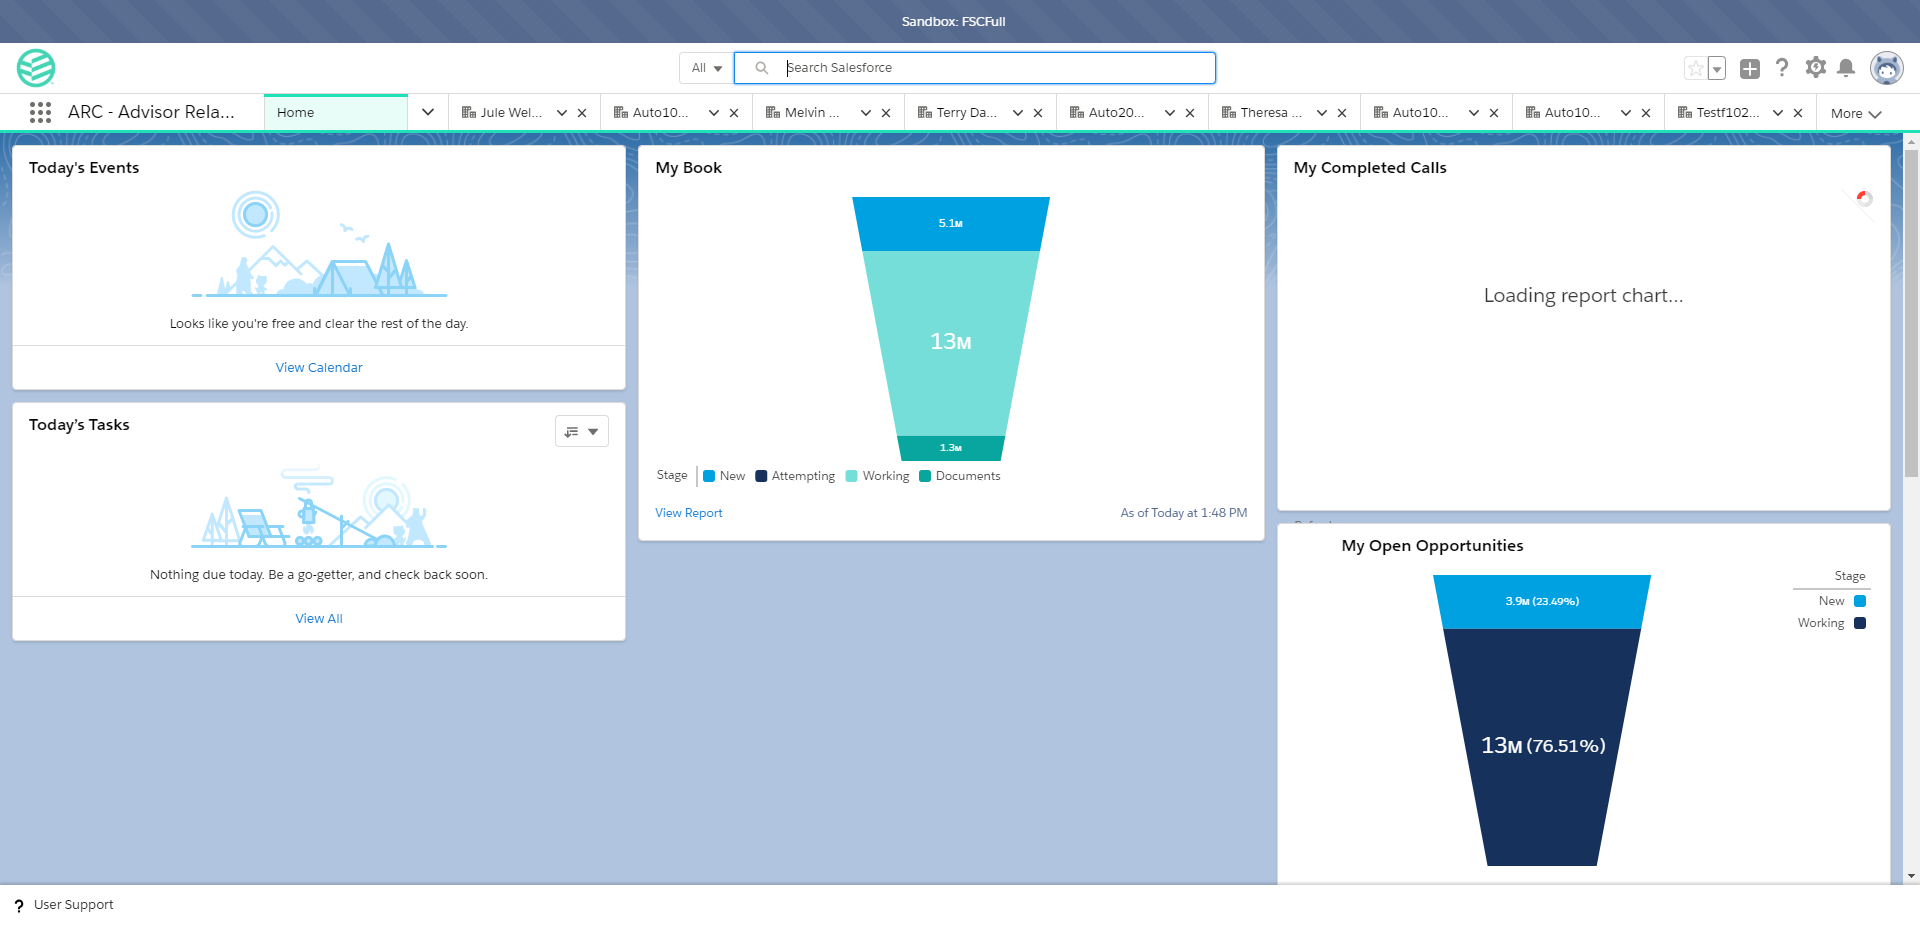 Sandbox: FSCFull
All
Search Salesforce
ARC - Advisor Rela...
Home
Jule Wel...
Auto10...
Melvin ...
Terry Da...
Auto20...
Theresa ...
Auto10...
Auto10...
Testf102...
More
Today's Events
Looks like you're free and clear the rest of the day.
View Calendar
Today's Tasks
Nothing due today. Be a go-getter, and check back soon.
View All
My Book
5.1M
13M
1.3M
Stage
New
Attempting
Working
Documents
View Report
As of Today at 1:48 PM
My Completed Calls
Loading report chart...
My Open Opportunities
3.9M (23.49%)
13M (76.51%)
Stage
New
Working
? User Support